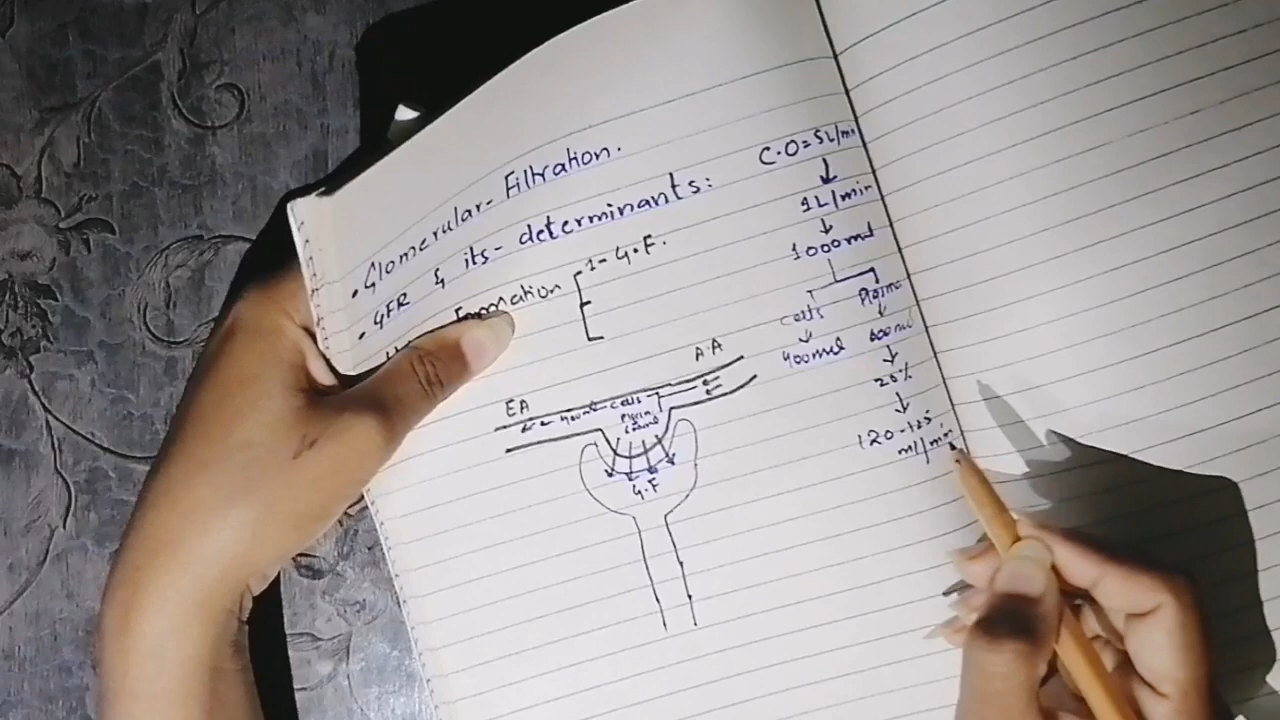 • Glomerular- Filtration.
• GFR & its- determinants:
Formation
1- G.F.
C.O = 5L/min
1L/min
1000ml
cells Plasma
400ml 600ml
20%
120-125
ml/min
A.A
EA
400ml cells
Plasma
600ml
G.F